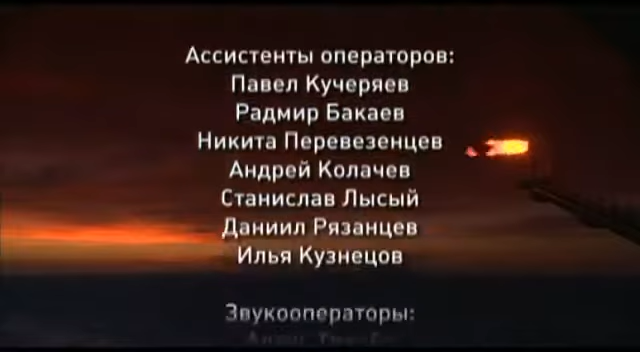 Ассистенты операторов:
Павел Кучеряев
Радмир Бакаев
Никита Перевезенцев
Андрей Колачев
Станислав Лысый
Даниил Рязанцев
Илья Кузнецов
Звукооператоры: